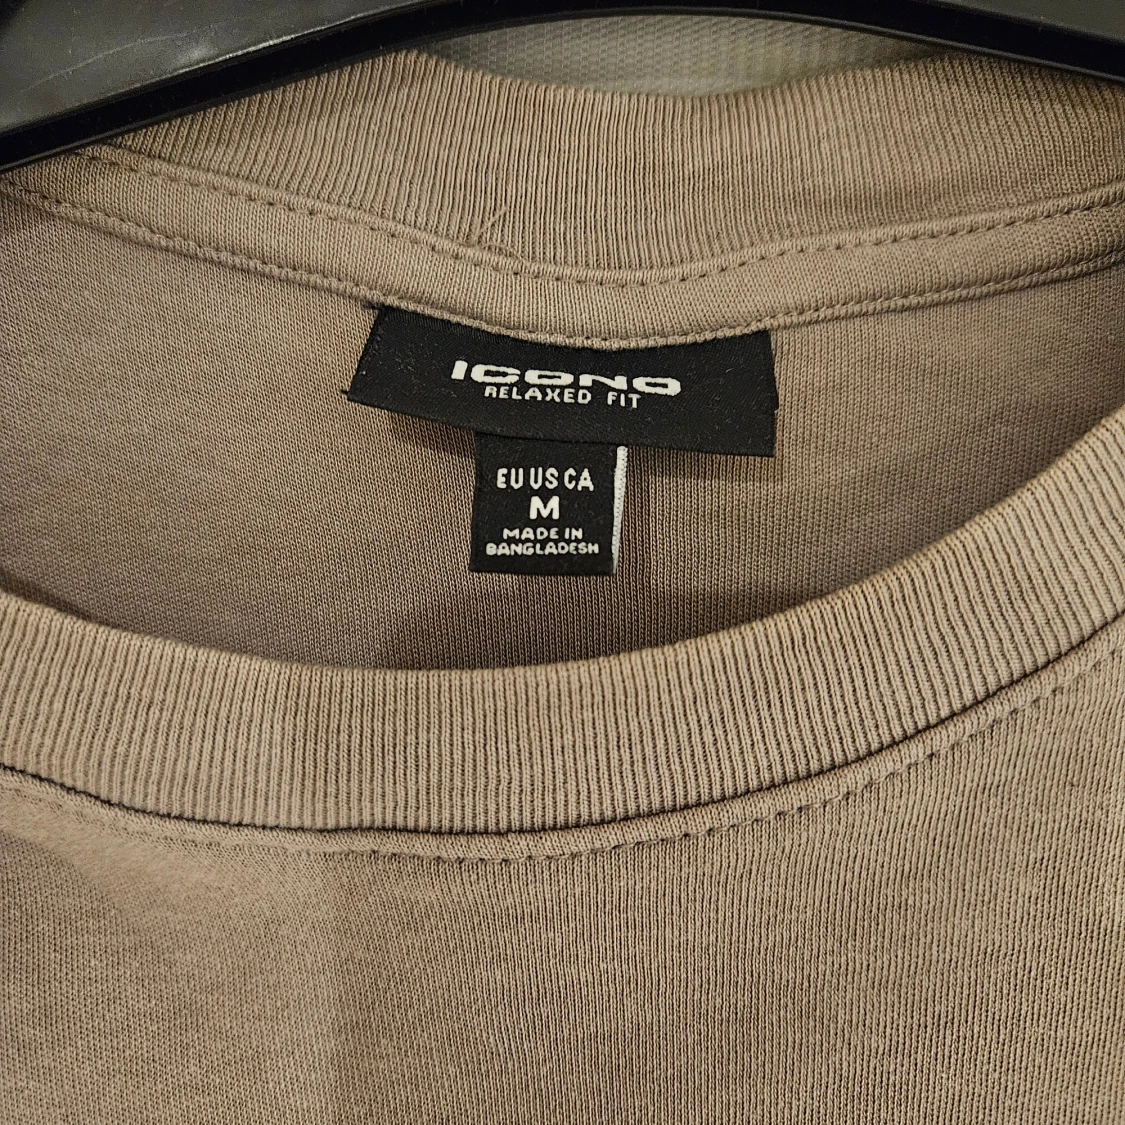 ICONO
RELAXED FIT
EU US CA
M
MADE IN
BANGLADESH